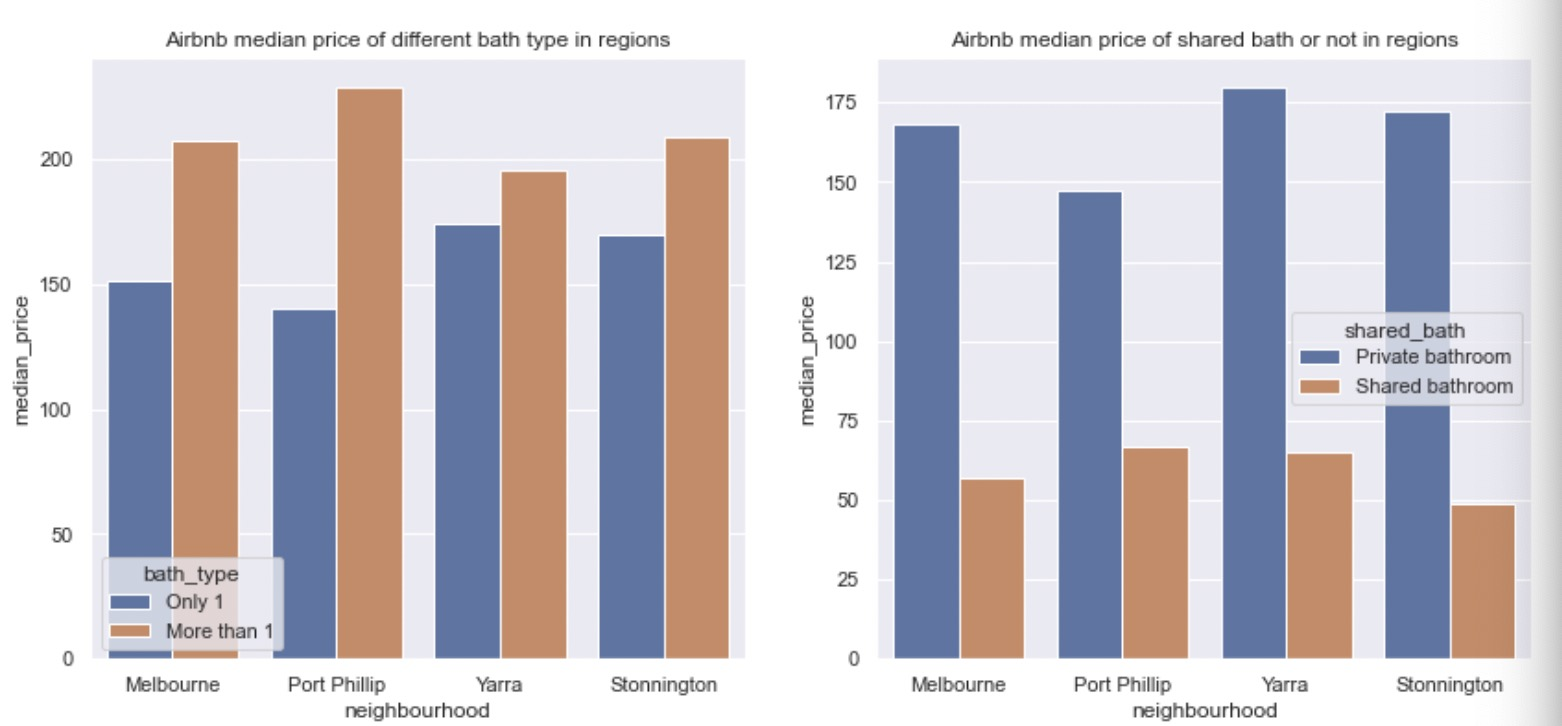 Airbnb median price of different bath type in regions
median_price
200
150
100
50
0
bath_type
Only 1
More than 1
Melbourne Port Phillip Yarra Stonnington
neighbourhood
Airbnb median price of shared bath or not in regions
median_price
175
150
125
100
75
50
25
0
shared_bath
Private bathroom
Shared bathroom
Melbourne Port Phillip Yarra Stonnington
neighbourhood